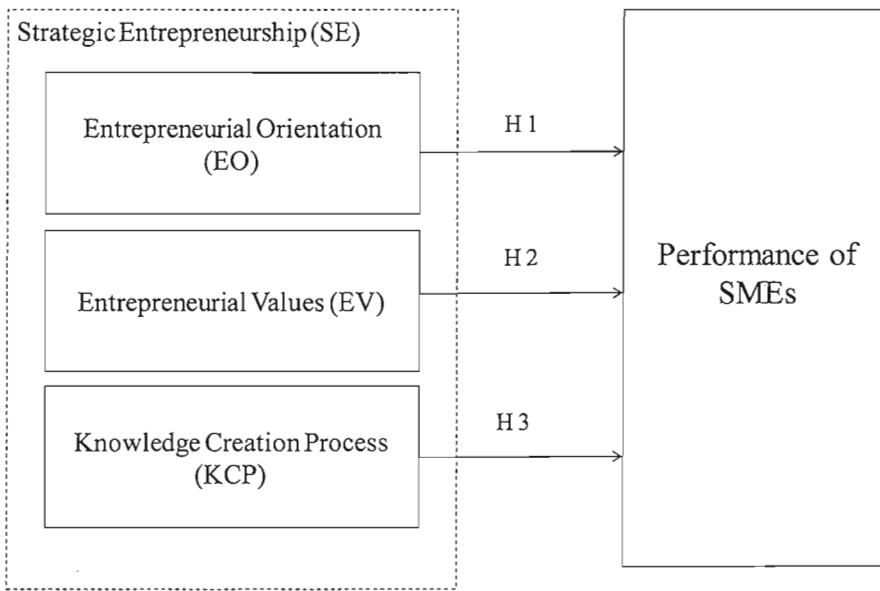 Strategic Entrepreneurship (SE)
Entrepreneurial Orientation
(EO)
H 1
Entrepreneurial Values (EV)
H 2
Knowledge Creation Process
(KCP)
H 3
Performance of
SMEs